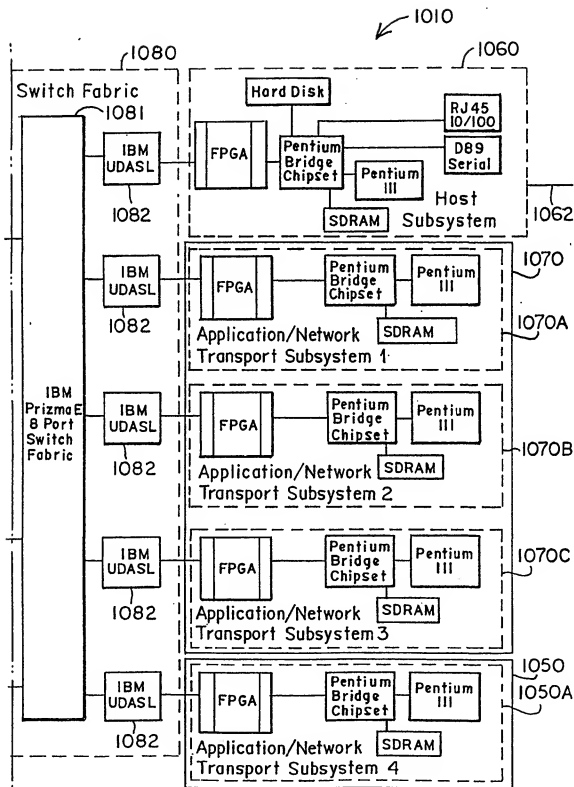 1010
1080
1060
Switch Fabric
1081
Hard Disk
RJ45
10/100
IBM
UDASL
FPGA
Pentium
Bridge
Chipset
D89
Serial
Pentium
III
1082
Host
Subsystem
SDRAM
1062
IBM
UDASL
FPGA
Pentium
Bridge
Chipset
Pentium
III
1070
1082
SDRAM
1070A
Application/Network
Transport Subsystem 1
IBM
PrizmaE
8 Port
Switch
Fabric
IBM
UDASL
FPGA
Pentium
Bridge
Chipset
Pentium
III
1082
SDRAM
1070B
Application/Network
Transport Subsystem 2
IBM
UDASL
FPGA
Pentium
Bridge
Chipset
Pentium
III
1070C
1082
SDRAM
Application/Network
Transport Subsystem 3
IBM
UDASL
FPGA
Pentium
Bridge
Chipset
Pentium
III
1050
1050A
1082
SDRAM
Application/Network
Transport Subsystem 4